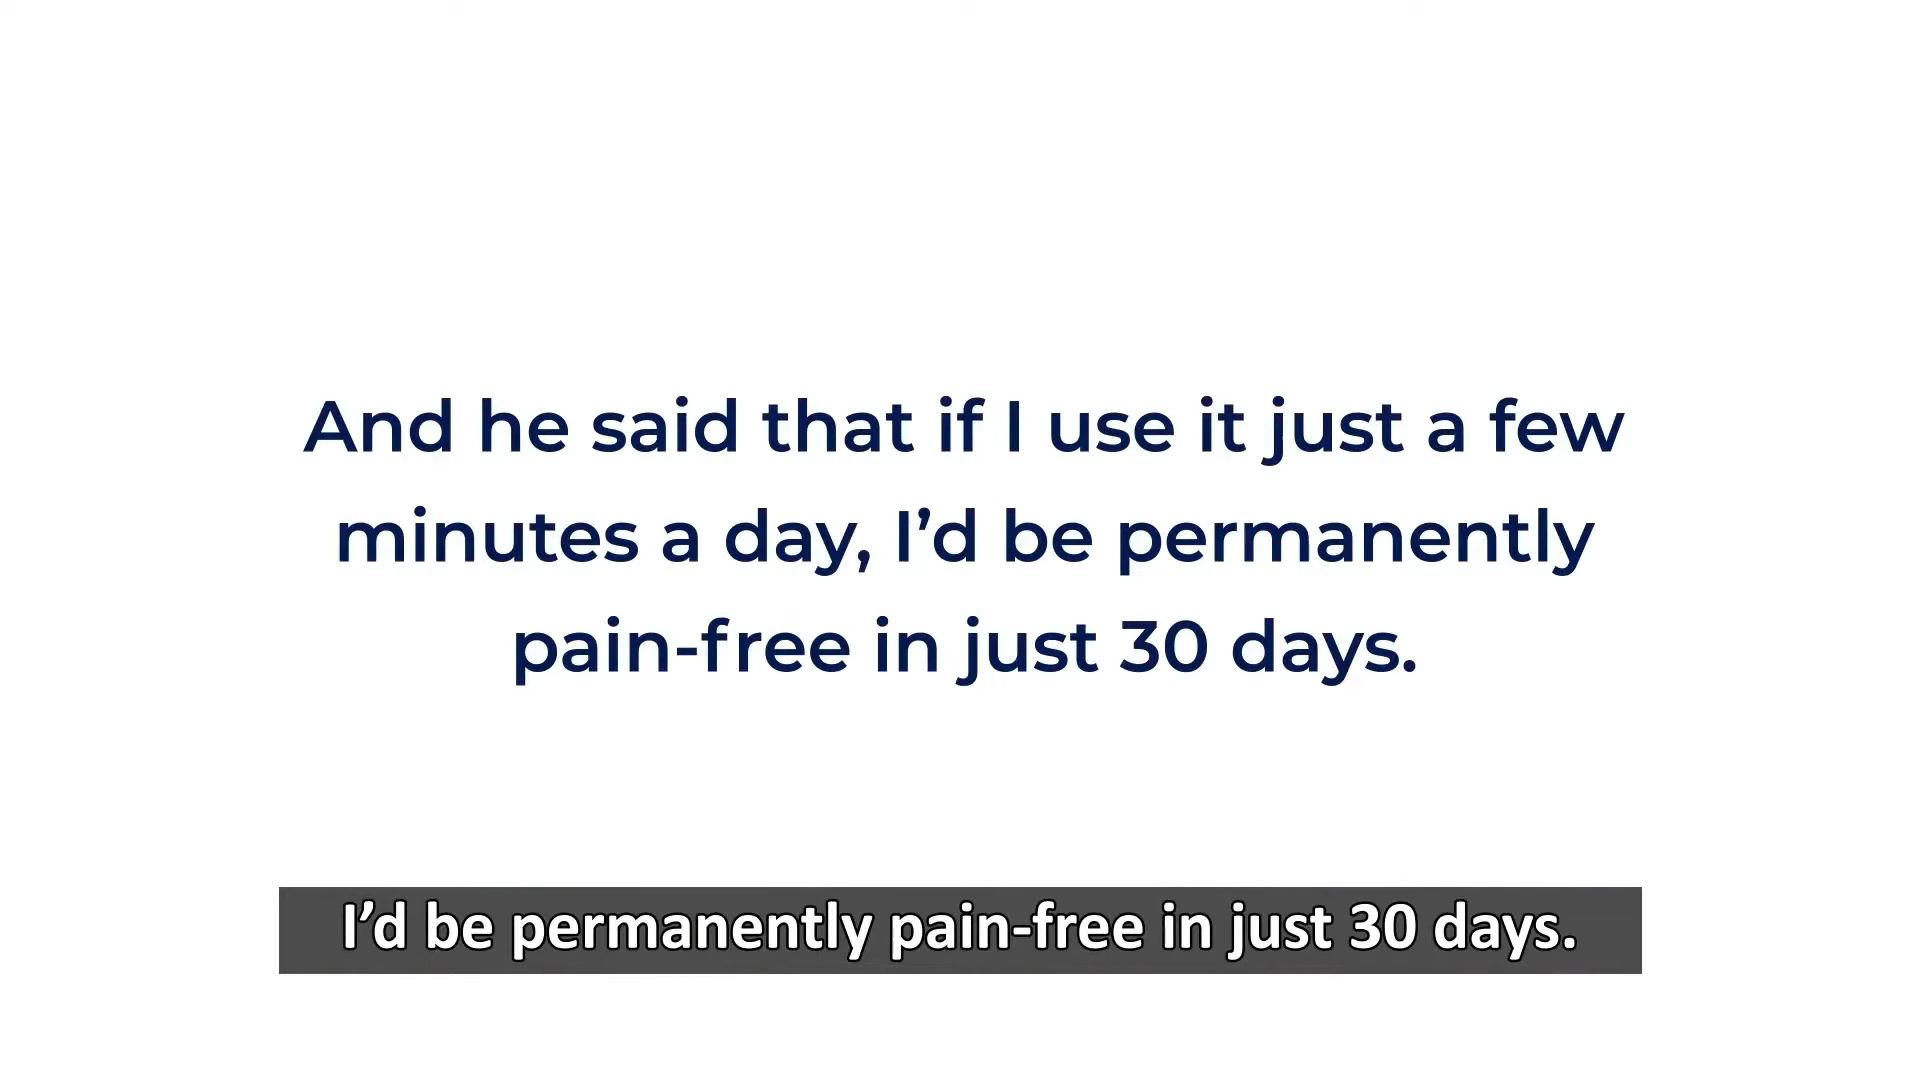 And he said that if I use it just a few
minutes a day, I’d be permanently
pain-free in just 30 days.
I’d be permanently pain-free in just 30 days.